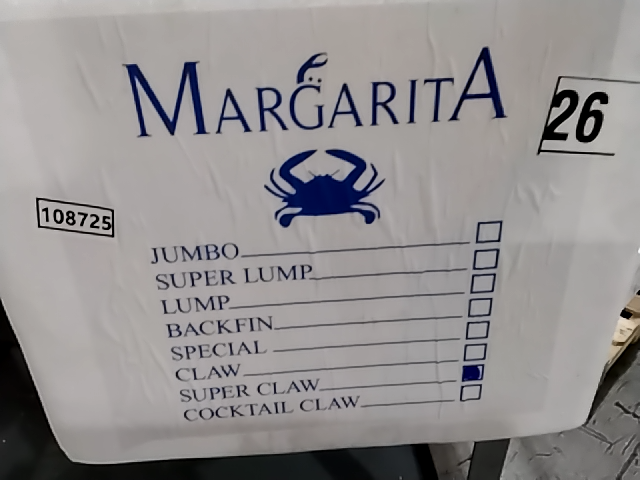 MARGARITA
26
108725
JUMBO
SUPER LUMP
LUMP
BACKFIN
SPECIAL
CLAW
SUPER CLAW
COCKTAIL CLAW